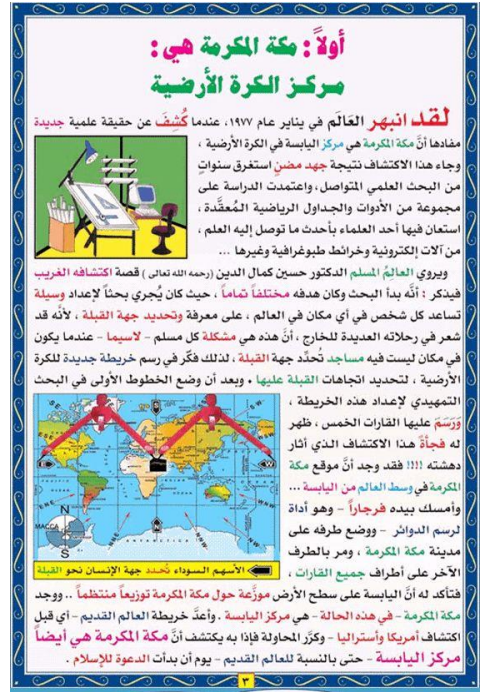 أولاً : مكة المكرمة هي :
مركز الكرة الأرضية
لقد انبهر العَالَم في يناير عام ١٩٧٧، عندما كُشِفَ عن حقيقة علمية جديدة
مفادها أنَّ مكة المكرمة هي مركز اليابسة في الكرة الأرضية ،
وجاء هذا الاكتشاف نتيجة جهد مضنٍ استغرق سنواتٍ
من البحث العلمي المتواصل، واعتمدت الدراسة على
مجموعة من الأدوات والجداول الرياضية المُعقَّدة ،
استعان فيها أحد العلماء بأحدث ما توصل إليه العلم ،
من آلات إلكترونية وخرائط طبوغرافية وغيرها ...
ويروي العالِمُ المسلم الدكتور حسين كمال الدين (رحمه الله تعالى) قصة اكتشافه الغريب
فيذكر : أنَّه بدأ البحث وكان هدفه مختلفاً تماماً ، حيث كان يُجري بحثاً لإعداد وسيلة
تساعد كل شخص في أي مكان في العالم ، على معرفة وتحديد جهة القبلة ، لأنه قد
شعر في رحلاته العديدة للخارج ، أنَّ هذه هي مشكلة كل مسلم - لاسيما - عندما يكون
في مكان ليست فيه مساجد تُحدِّد جهة القبلة ، لذلك فكّر في رسم خريطة جديدة للكرة
الأرضية ، لتحديد اتجاهات القبلة عليها . وبعد أن وضع الخطوط الأولى في البحث
التمهيدي لإعداد هذه الخريطة ،
وَرَسَمَ عليها القارات الخمس ، ظهر
له فجأةً هذا الاكتشاف الذي أثار
دهشته !!!! فقد وجد أنَّ موقع مكة
المكرمة في وسط العالم من اليابسة ...
وأمسك بيده فرجاراً - وهو أداة
لرسم الدوائر - ووضع طرفه على
مدينة مكة المكرمة ، ومر بالطرف
الآخر على أطراف جميع القارات ،
SW
SE
ESE
ENE
WNW
NW
MACCA
N
S
الأسهم السوداء تُحدد جهة الإنسان نحو القبلة
فتأكد له أنَّ اليابسة على سطح الأرض موزَّعة حول مكة المكرمة توزيعاً منتظماً .. ووجد
مكة المكرمة - في هذه الحالة - هي مركز اليابسة . وأعدَّ خريطة العالم القديم - أي قبل
اكتشاف أمريكا وأستراليا - وكرَّر المحاولة فإذا به يكتشف أنَّ مكة المكرمة هي أيضاً
مركز اليابسة - حتى بالنسبة للعالم القديم - يوم أن بدأت الدعوة للإسلام .
٣